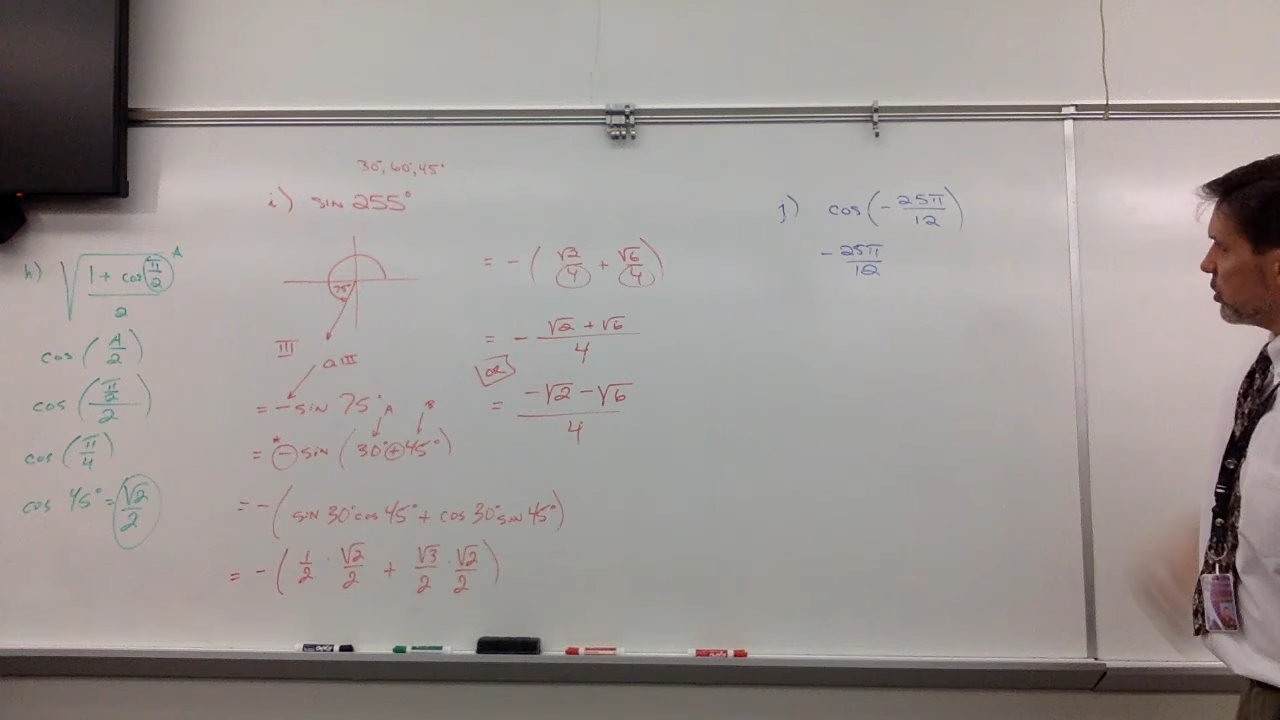 h) √((1 + cos(π/2))/2) A
cos (A/2)
cos ((π/2)/2)
cos (π/4)
cos 45° = √2/2
30°, 60°, 45°
i) sin 255°
75°
III
QIII
= - sin 75°
A B
= - sin (30° + 45°)
= - (sin 30° cos 45° + cos 30° sin 45°)
= - (1/2 · √2/2 + √3/2 · √2/2)
= - (√2/4 + √6/4)
= - (√2 + √6)/4
OR
= (-√2 - √6)/4
j) cos(-25π/12)
-25π/12